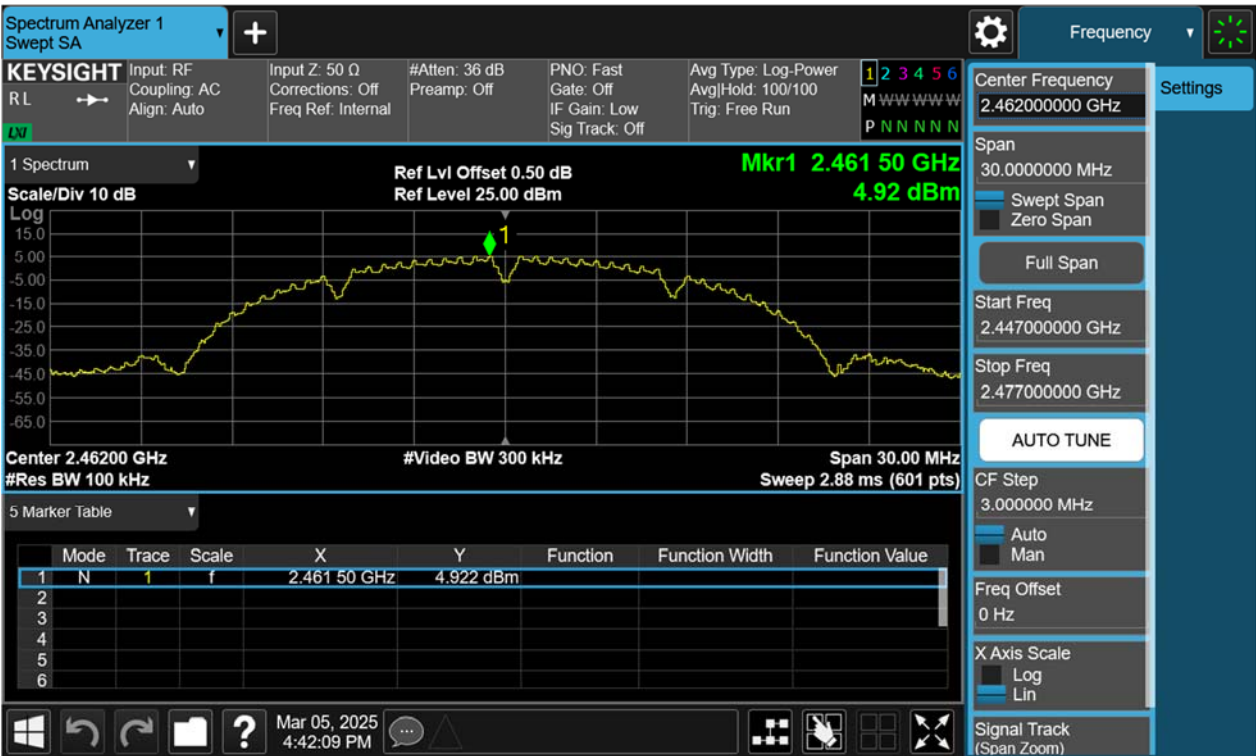 Spectrum Analyzer 1
Swept SA
+
Frequency
KEYSIGHT
R L
LXI
Input: RF
Coupling: AC
Align: Auto
Input Z: 50 Ω
Corrections: Off
Freq Ref: Internal
#Atten: 36 dB
Preamp: Off
PNO: Fast
Gate: Off
IF Gain: Low
Sig Track: Off
Avg Type: Log-Power
Avg|Hold: 100/100
Trig: Free Run
1 2 3 4 5 6
M W W W W W
P N N N N N
Center Frequency
2.462000000 GHz
Settings
Span
30.0000000 MHz
Swept Span
Zero Span
Full Span
Start Freq
2.447000000 GHz
Stop Freq
2.477000000 GHz
AUTO TUNE
CF Step
3.000000 MHz
Auto
Man
Freq Offset
0 Hz
X Axis Scale
Log
Lin
Signal Track
(Span Zoom)
1 Spectrum
Scale/Div 10 dB
Ref Lvl Offset 0.50 dB
Ref Level 25.00 dBm
Mkr1 2.461 50 GHz
4.92 dBm
Log
15.0
5.00
-5.00
-15.0
-25.0
-35.0
-45.0
-55.0
-65.0
1
Center 2.46200 GHz
#Res BW 100 kHz
#Video BW 300 kHz
Span 30.00 MHz
Sweep 2.88 ms (601 pts)
5 Marker Table
Mode Trace Scale X Y Function Function Width Function Value
1 N 1 f 2.461 50 GHz 4.922 dBm
2
3
4
5
6
?
Mar 05, 2025
4:42:09 PM